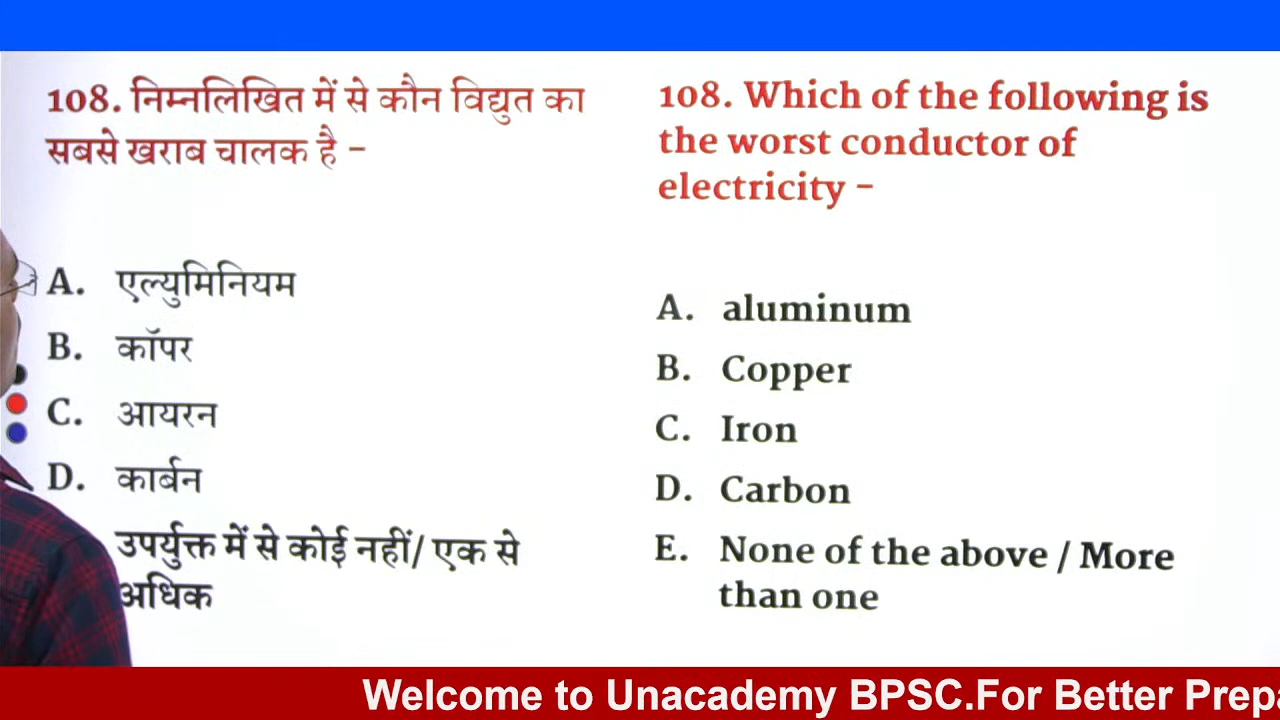 108. निम्नलिखित में से कौन विद्युत का
सबसे खराब चालक है –
A. एल्युमिनियम
B. कॉपर
C. आयरन
D. कार्बन
उपर्युक्त में से कोई नहीं/ एक से
अधिक
108. Which of the following is
the worst conductor of
electricity –
A. aluminum
B. Copper
C. Iron
D. Carbon
E. None of the above / More
than one
Welcome to Unacademy BPSC.For Better Prep